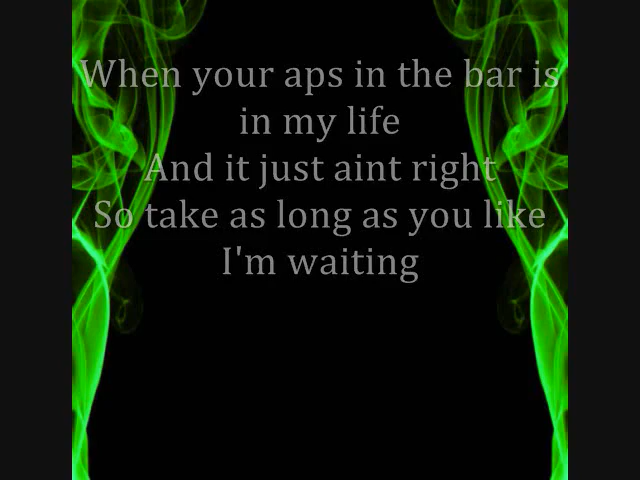 When your aps in the bar is
in my life
And it just aint right
So take as long as you like
I'm waiting